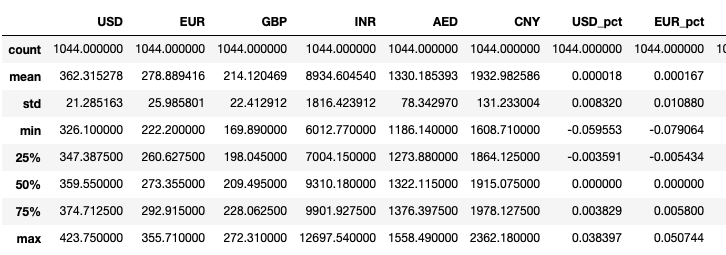 USD EUR GBP INR AED CNY USD_pct EUR_pct
count 1044.000000 1044.000000 1044.000000 1044.000000 1044.000000 1044.000000 1044.000000 1044.000000 10
mean 362.315278 278.889416 214.120469 8934.604540 1330.185393 1932.982586 0.000018 0.000167
std 21.285163 25.985801 22.412912 1816.423912 78.342970 131.233004 0.008320 0.010880
min 326.100000 222.200000 169.890000 6012.770000 1186.140000 1608.710000 -0.059553 -0.079064
25% 347.387500 260.627500 198.045000 7004.150000 1273.880000 1864.125000 -0.003591 -0.005434
50% 359.550000 273.355000 209.495000 9310.180000 1322.115000 1915.075000 0.000000 0.000000
75% 374.712500 292.915000 228.062500 9901.927500 1376.397500 1978.127500 0.003829 0.005800
max 423.750000 355.710000 272.310000 12697.540000 1558.490000 2362.180000 0.038397 0.050744